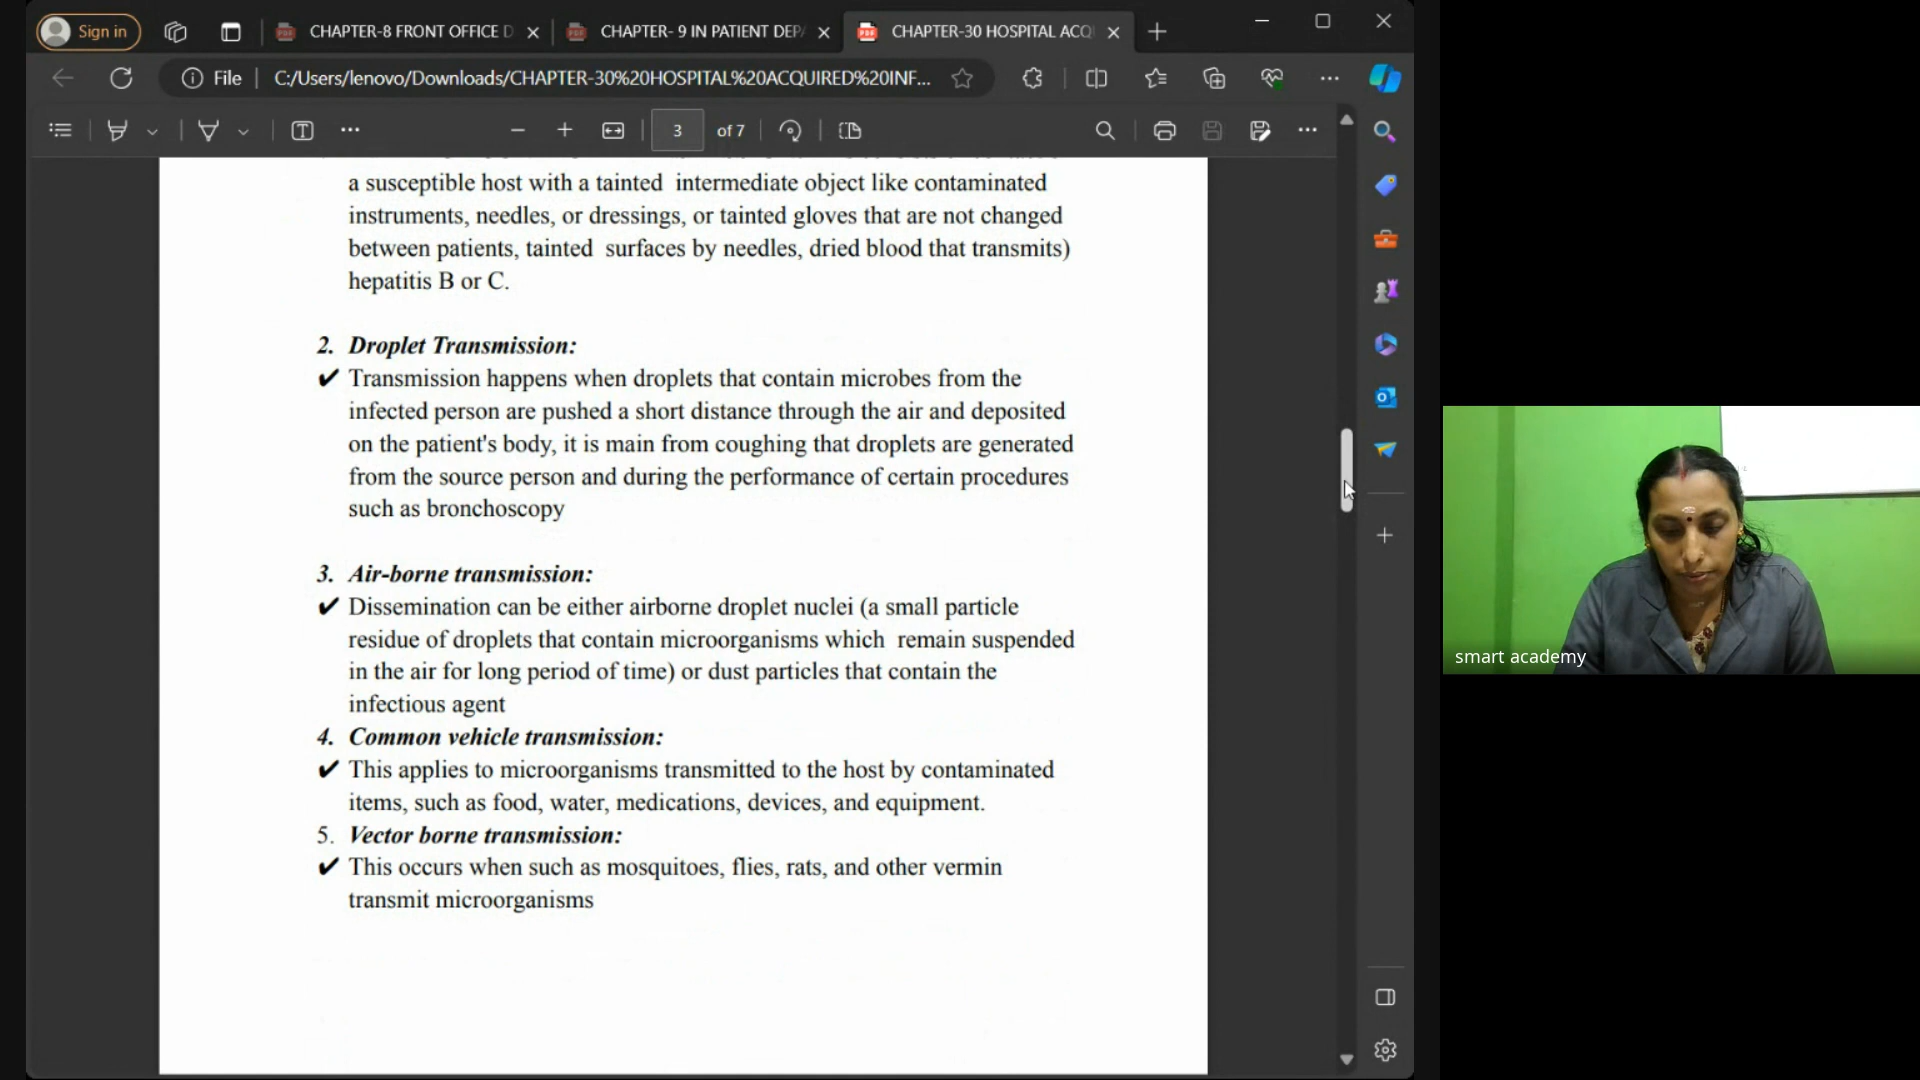 Sign in
CHAPTER-8 FRONT OFFICE D
CHAPTER- 9 IN PATIENT DEP
CHAPTER-30 HOSPITAL ACQ
File
C:/Users/lenovo/Downloads/CHAPTER-30%20HOSPITAL%20ACQUIRED%20INF...
3 of 7
a susceptible host with a tainted intermediate object like contaminated
instruments, needles, or dressings, or tainted gloves that are not changed
between patients, tainted surfaces by needles, dried blood that transmits)
hepatitis B or C.
2. Droplet Transmission:
✔ Transmission happens when droplets that contain microbes from the
infected person are pushed a short distance through the air and deposited
on the patient's body, it is main from coughing that droplets are generated
from the source person and during the performance of certain procedures
such as bronchoscopy
3. Air-borne transmission:
✔ Dissemination can be either airborne droplet nuclei (a small particle
residue of droplets that contain microorganisms which remain suspended
in the air for long period of time) or dust particles that contain the
infectious agent
4. Common vehicle transmission:
✔ This applies to microorganisms transmitted to the host by contaminated
items, such as food, water, medications, devices, and equipment.
5. Vector borne transmission:
✔ This occurs when such as mosquitoes, flies, rats, and other vermin
transmit microorganisms
smart academy